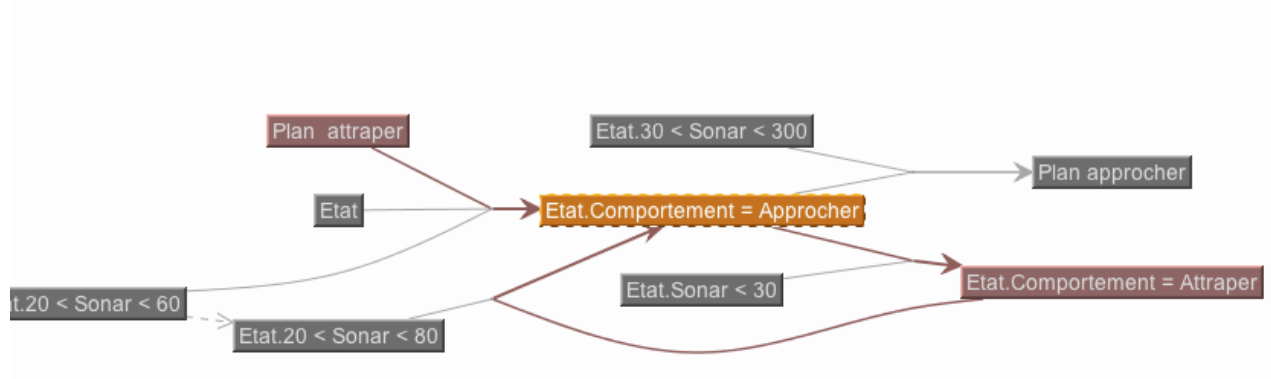 Plan attraper
Etat.30 < Sonar < 300
Plan approcher
Etat
Etat.Comportement = Approcher
Etat.Sonar < 30
Etat.Comportement = Attraper
t.20 < Sonar < 60
Etat.20 < Sonar < 80